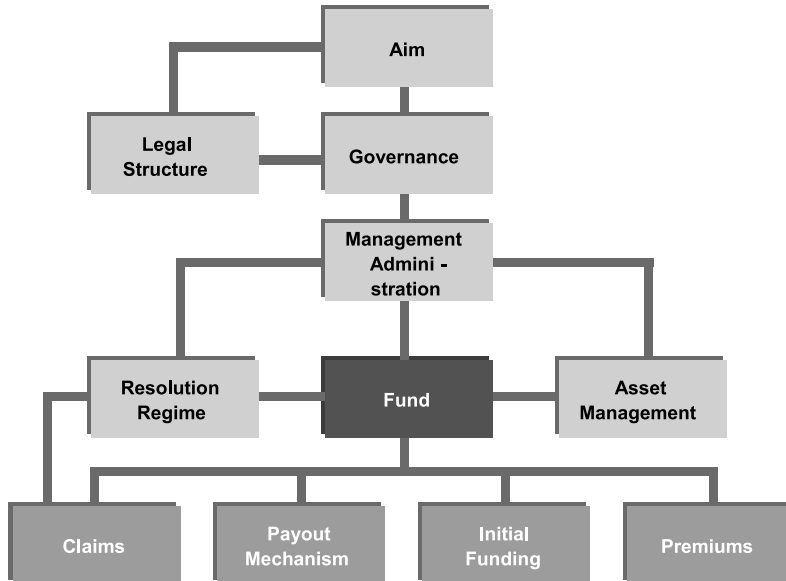 Aim
Legal
Structure
Governance
Management
Admini -
stration
Resolution
Regime
Fund
Asset
Management
Claims
Payout
Mechanism
Initial
Funding
Premiums